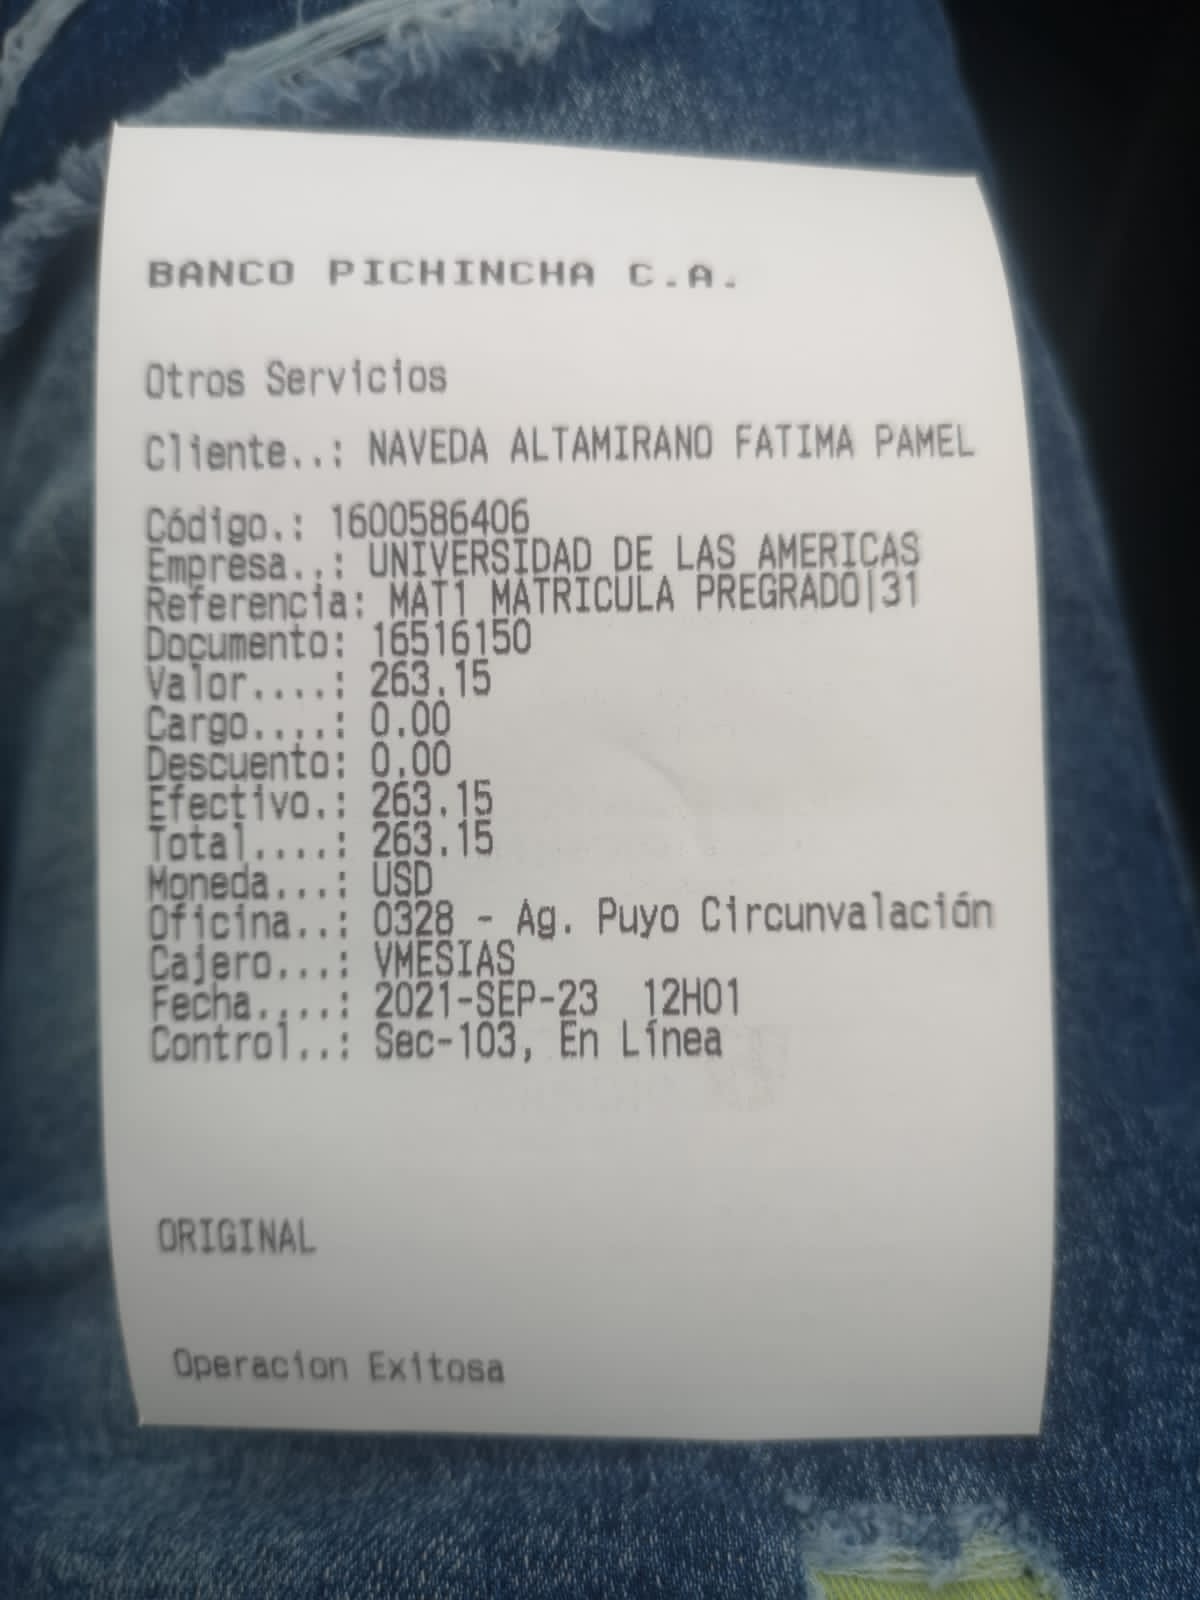 BANCO PICHINCHA C.A.
Otros Servicios
Cliente..: NAVEDA ALTAMIRANO FATIMA PAMEL
Código.: 1600586406
Empresa..: UNIVERSIDAD DE LAS AMERICAS
Referencia: MAT1 MATRICULA PREGRADO|31
Documento: 16516150
Valor....: 263.15
Cargo....: 0.00
Descuento: 0.00
Efectivo.: 263.15
Total....: 263.15
Moneda...: USD
Oficina..: 0328 - Ag. Puyo Circunvalación
Cajero...: VMESIAS
Fecha....: 2021-SEP-23 12H01
Control..: Sec-103, En Línea
ORIGINAL
Operacion Exitosa